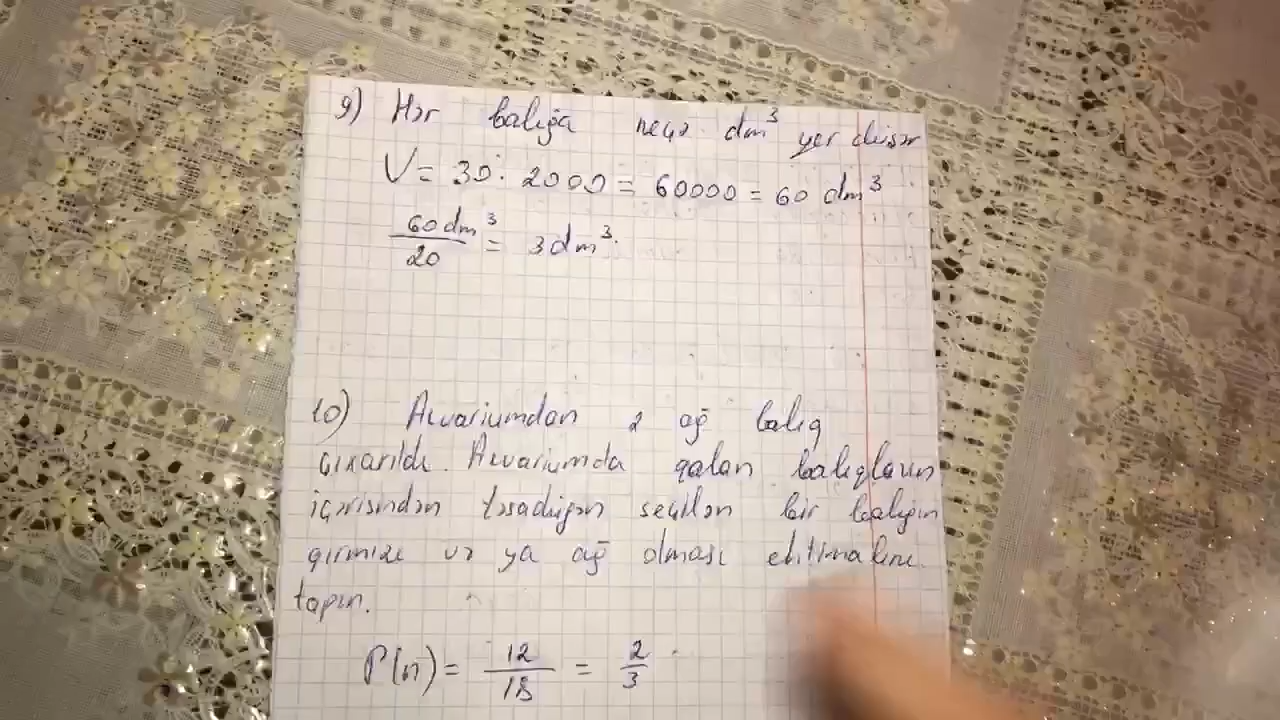 9) Hər balığa neçə dm³ yer düşər
V = 30 · 2000 = 60000 = 60 dm³
60 dm³ / 20 = 3 dm³.
10) Akvariumdan 2 ağ balıq
çıxarıldı. Akvariumda qalan balıqların
içərisindən təsadüfən seçilən bir balığın
qırmızı və ya ağ olması ehtimalını
tapın.
P(n) = 12/18 = 2/3